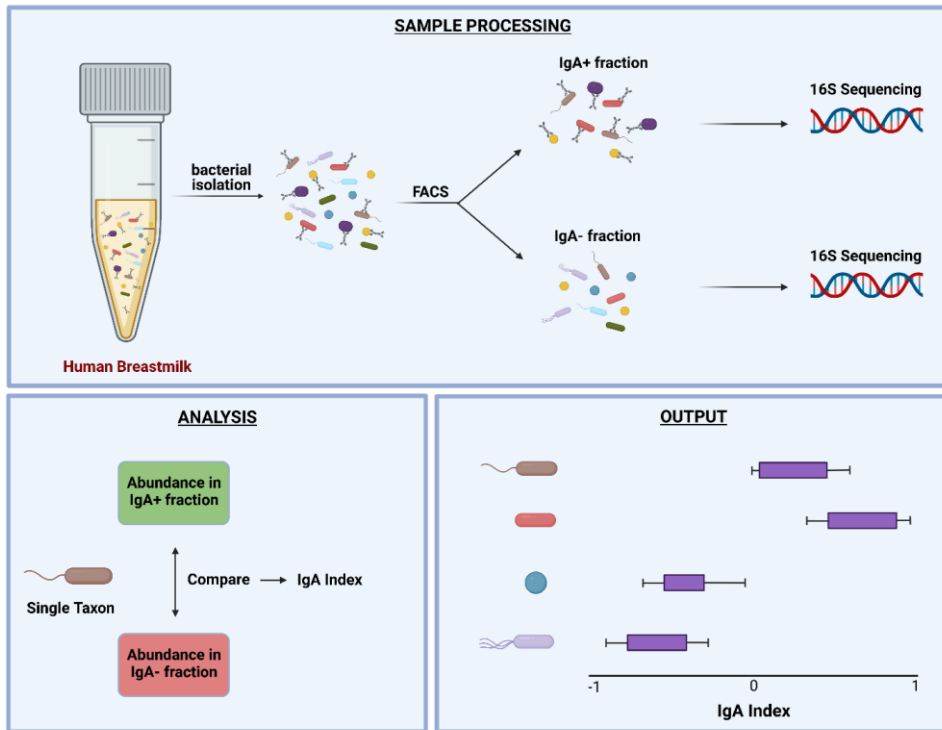 SAMPLE PROCESSING
IgA+ fraction
16S Sequencing
bacterial
isolation
FACS
IgA- fraction
16S Sequencing
Human Breastmilk
ANALYSIS
Abundance in
IgA+ fraction
Compare
IgA Index
Single Taxon
Abundance in
IgA- fraction
OUTPUT
-1
0
1
IgA Index